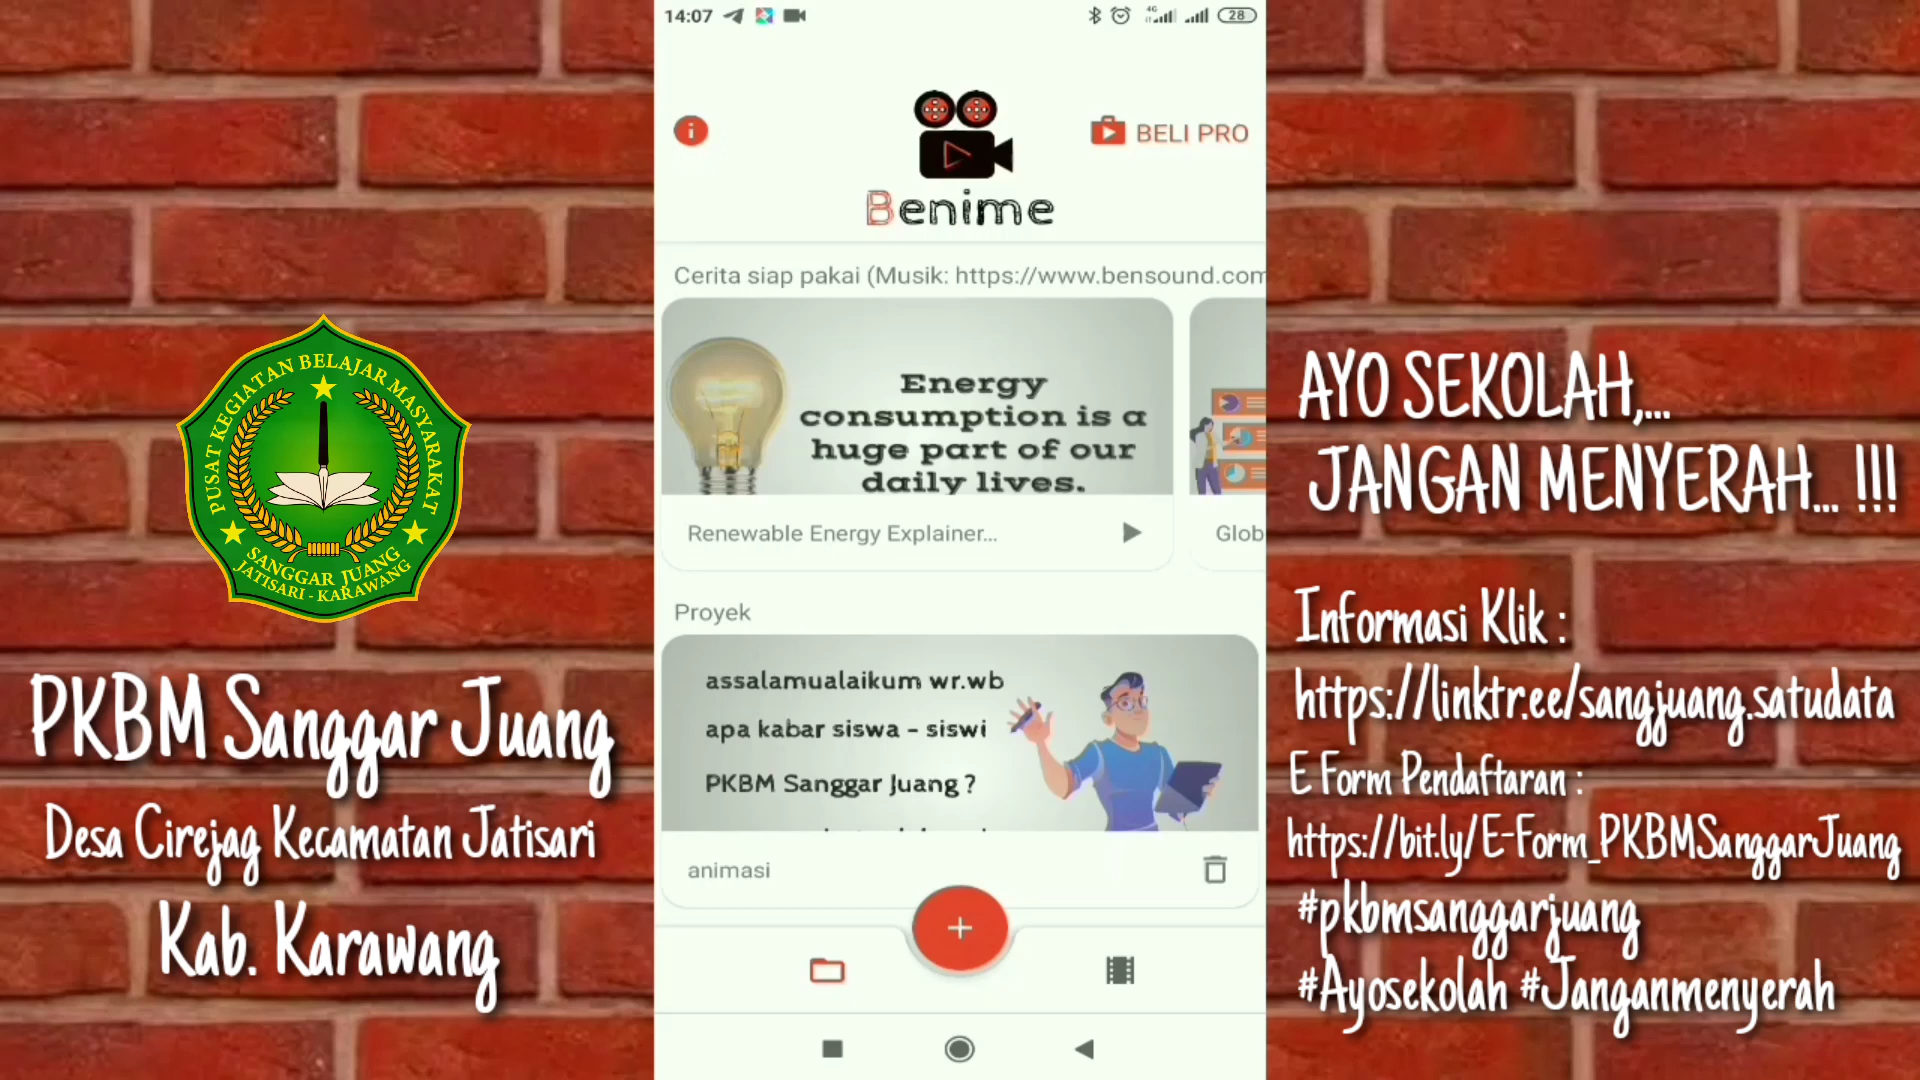 PUSAT KEGIATAN BELAJAR MASYARAKAT
SANGGAR JUANG
JATISARI - KARAWANG
PKBM Sanggar Juang
Desa Cirejag Kecamatan Jatisari
Kab. Karawang
14:07
4G
28
BELI PRO
Benime
Cerita siap pakai (Musik: https://www.bensound.com
Energy
consumption is a
huge part of our
daily lives.
Renewable Energy Explainer...
Glob
Proyek
assalamualaikum wr.wb
apa kabar siswa - siswi
PKBM Sanggar Juang ?
animasi
AYO SEKOLAH,...
JANGAN MENYERAH... !!!
Informasi Klik :
https://linktr.ee/sangjuang.satudata
E Form Pendaftaran :
https://bit.ly/E-Form_PKBMSanggarJuang
#pkbmsanggarjuang
#Ayosekolah #Janganmenyerah